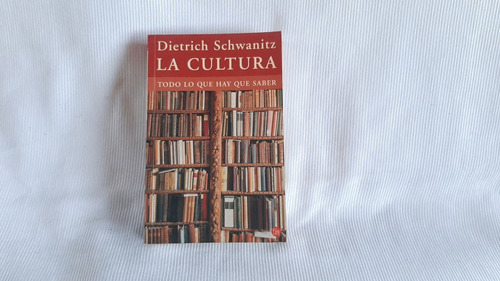 Dietrich Schwanitz
LA CULTURA
TODO LO QUE HAY QUE SABER